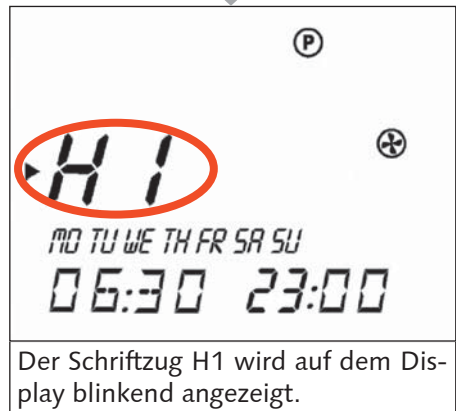 P
H1
MO TU WE TH FR SA SU
06:30 23:00
Der Schriftzug H1 wird auf dem Dis-
play blinkend angezeigt.